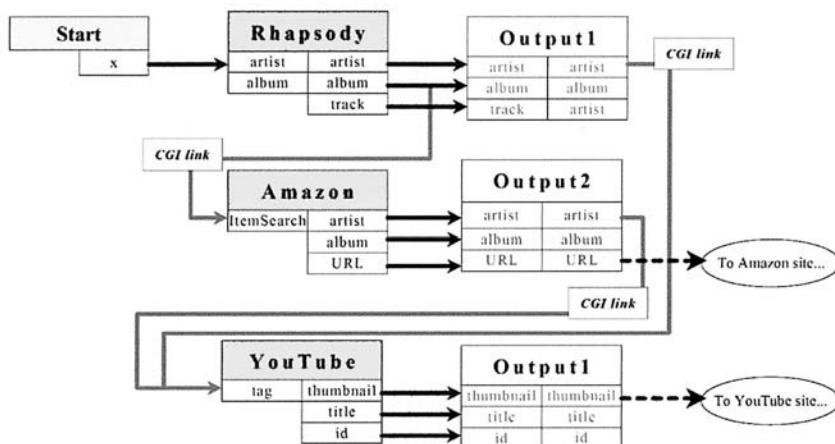 Start
x
Rhapsody
artist artist
album album
track
Output1
artist artist
album album
track artist
CGI link
CGI link
Amazon
ItemSearch artist
album
URL
Output2
artist artist
album album
URL URL
To Amazon site...
CGI link
YouTube
tag thumbnail
title
id
Output1
thumbnail thumbnail
title title
id id
To YouTube site...